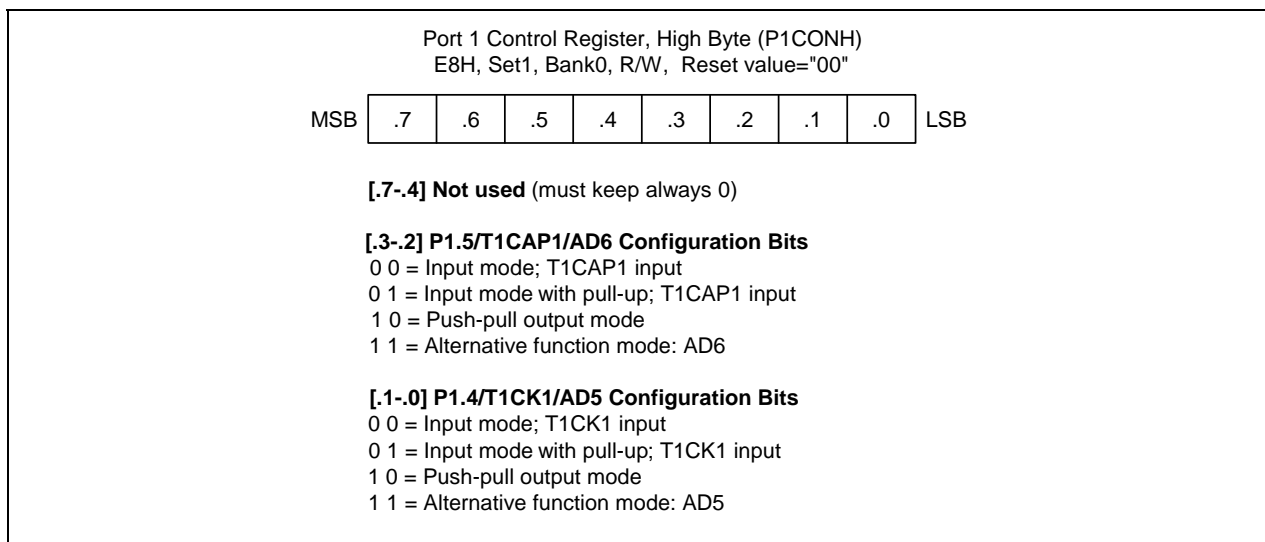 Port 1 Control Register, High Byte (P1CONH)
E8H, Set1, Bank0, R/W, Reset value="00"
MSB .7 .6 .5 .4 .3 .2 .1 .0 LSB
[.7-.4] Not used (must keep always 0)
[.3-.2] P1.5/T1CAP1/AD6 Configuration Bits
0 0 = Input mode; T1CAP1 input
0 1 = Input mode with pull-up; T1CAP1 input
1 0 = Push-pull output mode
1 1 = Alternative function mode: AD6
[.1-.0] P1.4/T1CK1/AD5 Configuration Bits
0 0 = Input mode; T1CK1 input
0 1 = Input mode with pull-up; T1CK1 input
1 0 = Push-pull output mode
1 1 = Alternative function mode: AD5